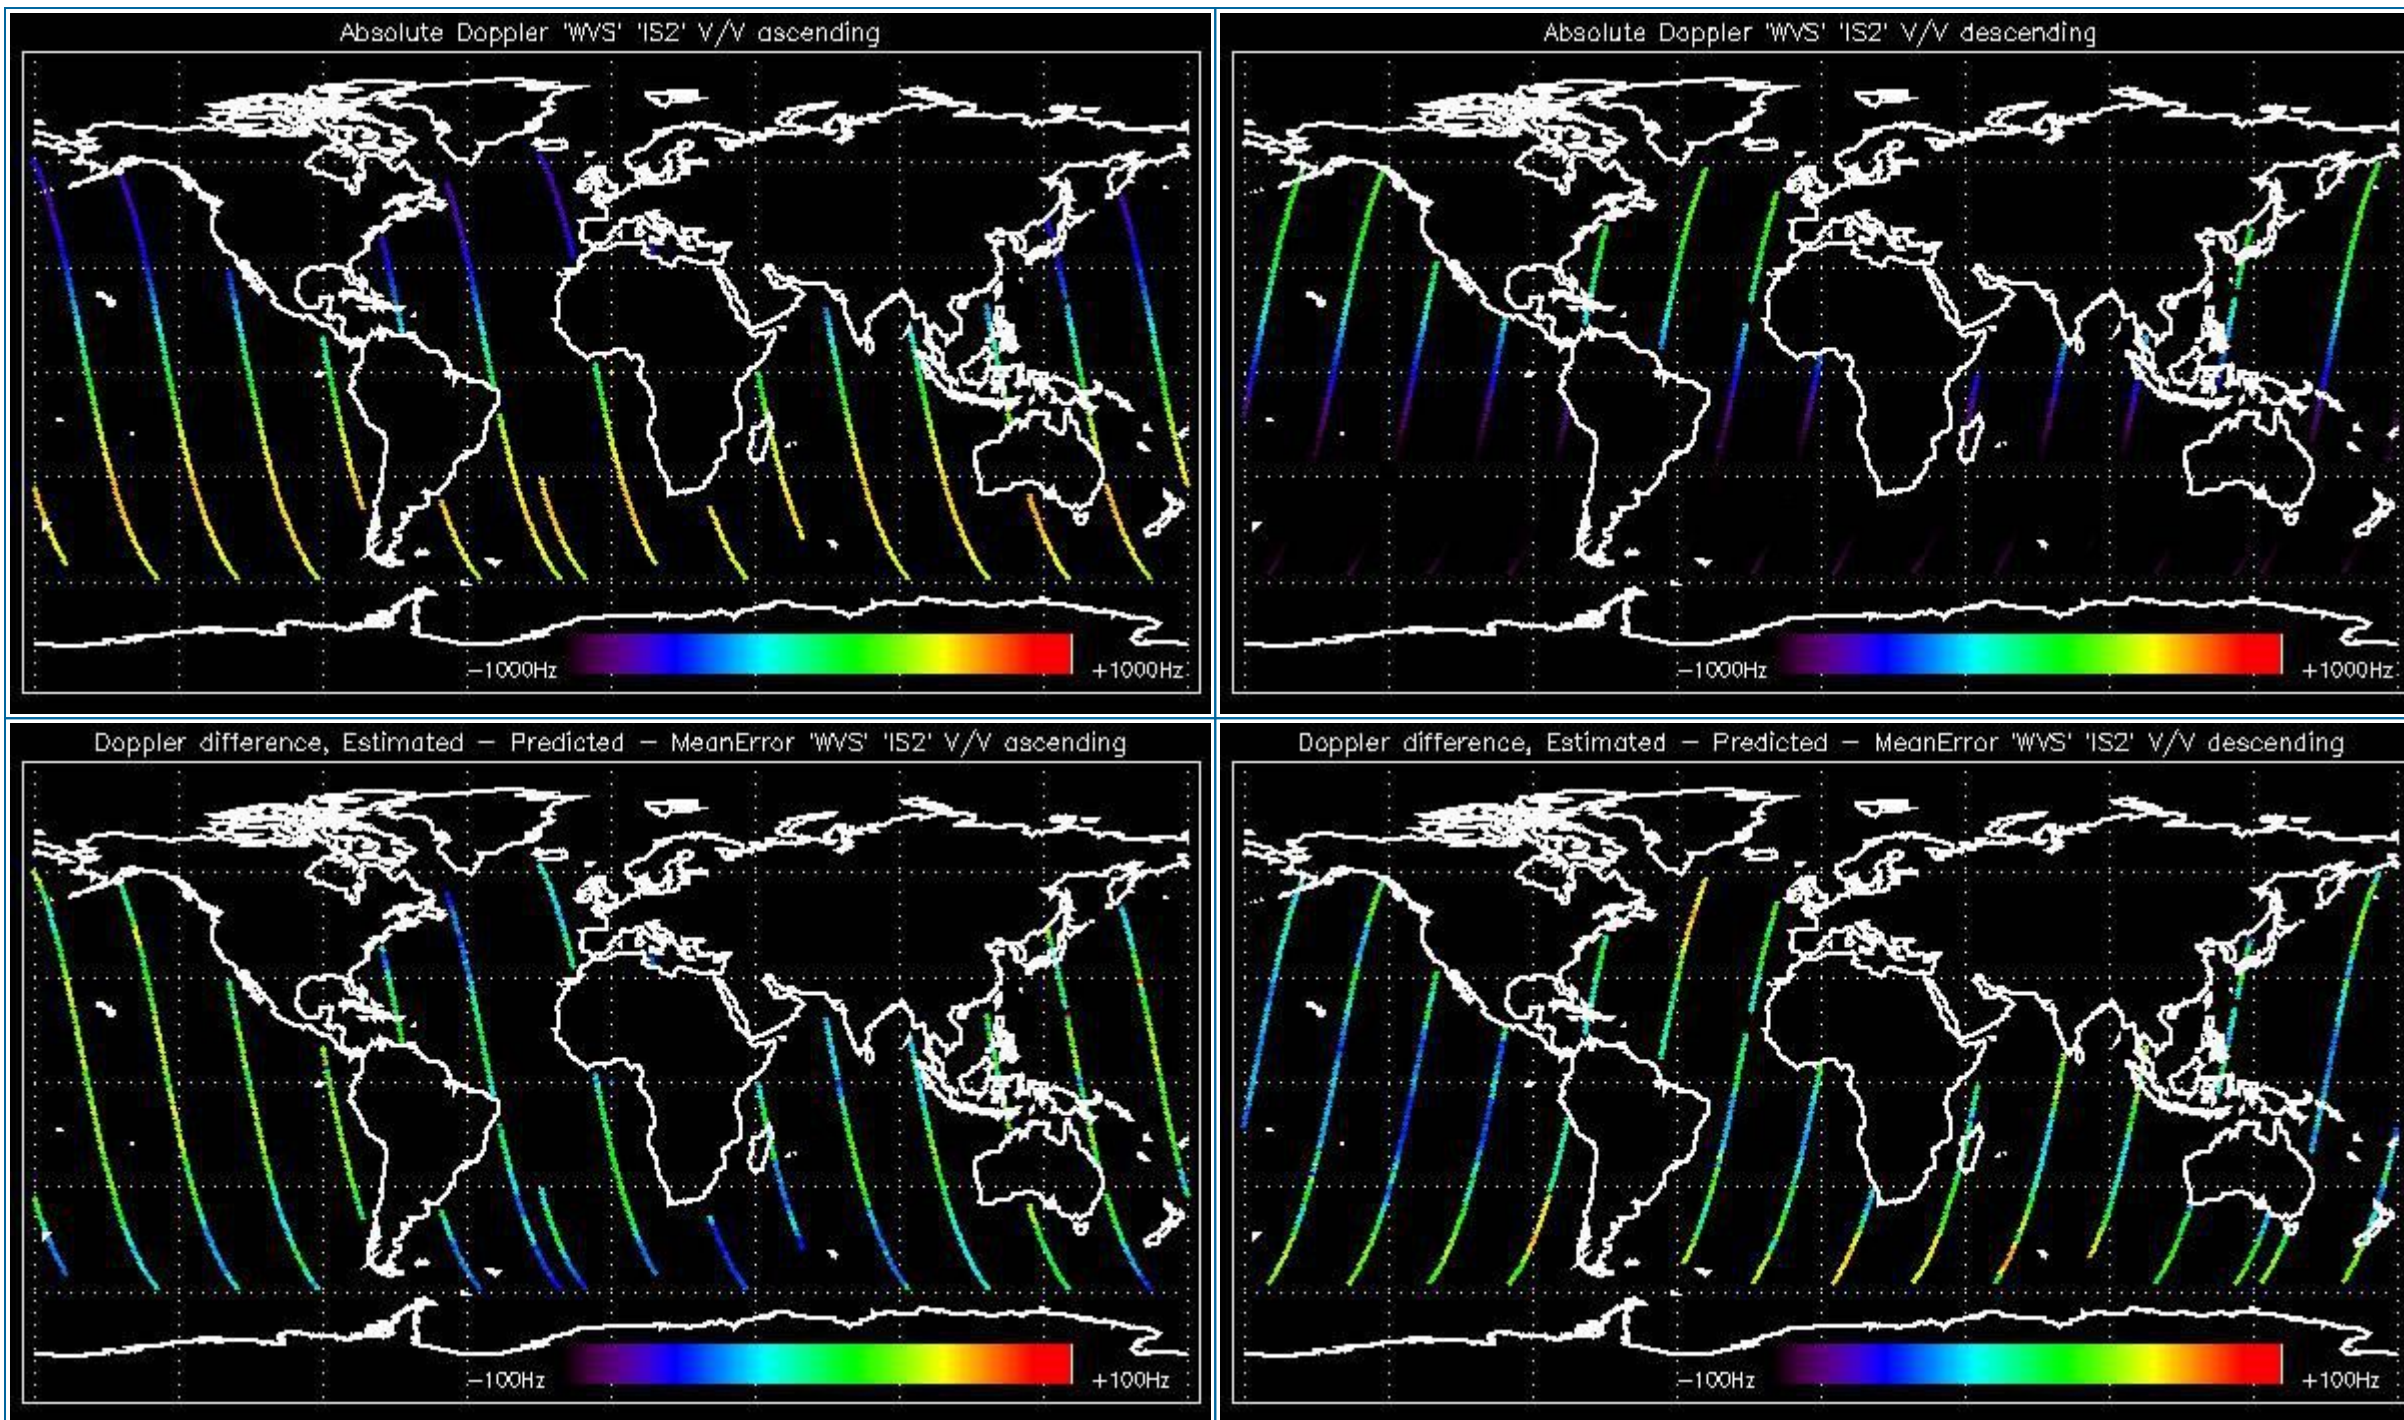 Absolute Doppler 'WVS' 'IS2' V/V ascending
−1000Hz
+1000Hz
Absolute Doppler 'WVS' 'IS2' V/V descending
−1000Hz
+1000Hz
Doppler difference, Estimated − Predicted − MeanError 'WVS' 'IS2' V/V ascending
−100Hz
+100Hz
Doppler difference, Estimated − Predicted − MeanError 'WVS' 'IS2' V/V descending
−100Hz
+100Hz